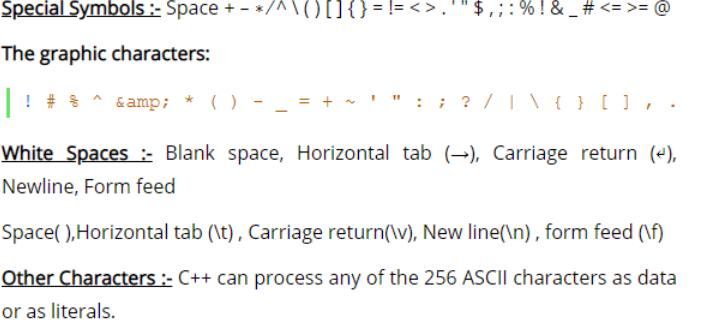 Special Symbols :- Space + – ∗/^ \ ( ) [ ] { } = != < > . ' " $ , ; : % ! & _ # <= >= @
The graphic characters:
! # % ^ &amp; * ( ) - _ = + ~ ' " : ; ? / | \ { } [ ] , .
White Spaces :- Blank space, Horizontal tab (→), Carriage return (↵),
Newline, Form feed
Space( ),Horizontal tab (\t) , Carriage return(\v), New line(\n) , form feed (\f)
Other Characters :- C++ can process any of the 256 ASCII characters as data
or as literals.